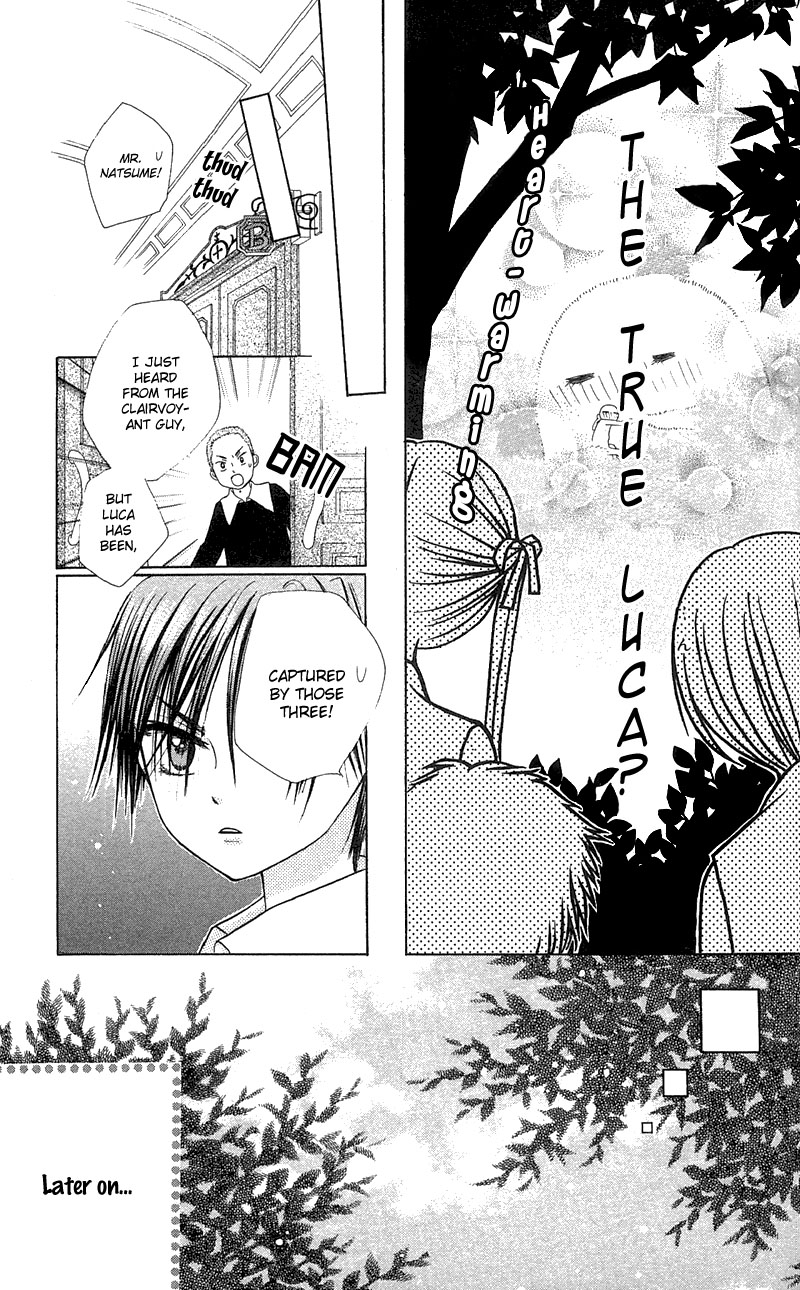 THE TRUE LUCA?
Heart-warming
MR.
NATSUME!
thud
thud
B
I JUST
HEARD
FROM THE
CLAIRVOY-
ANT GUY,
BAM
BUT
LUCA
HAS
BEEN,
CAPTURED
BY THOSE
THREE!
Later on...